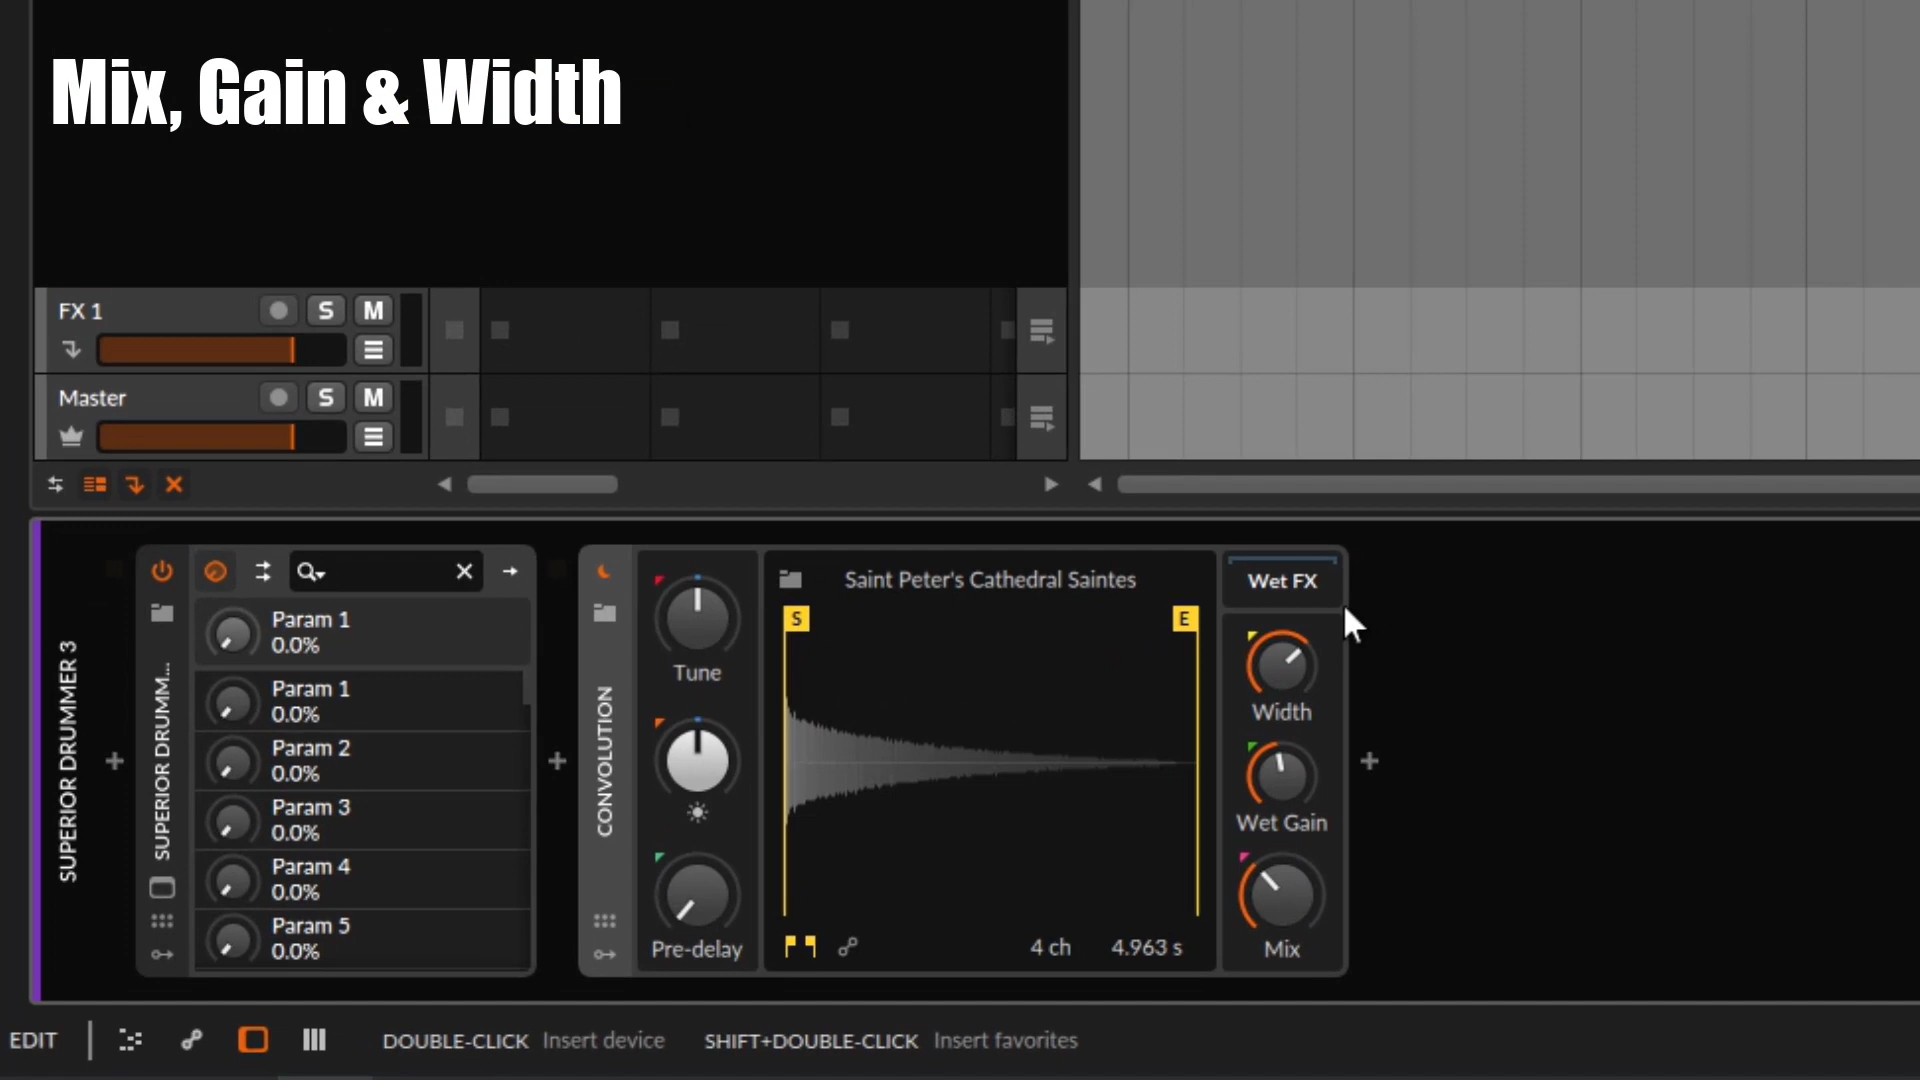 Mix, Gain & Width
FX 1
S
M
Master
S
M
SUPERIOR DRUMMER 3
SUPERIOR DRUMM...
Param 1
0.0%
Param 1
0.0%
Param 2
0.0%
Param 3
0.0%
Param 4
0.0%
Param 5
0.0%
CONVOLUTION
Tune
Pre-delay
Saint Peter's Cathedral Saintes
S
E
4 ch
4.963 s
Wet FX
Width
Wet Gain
Mix
EDIT
DOUBLE-CLICK Insert device
SHIFT+DOUBLE-CLICK Insert favorites